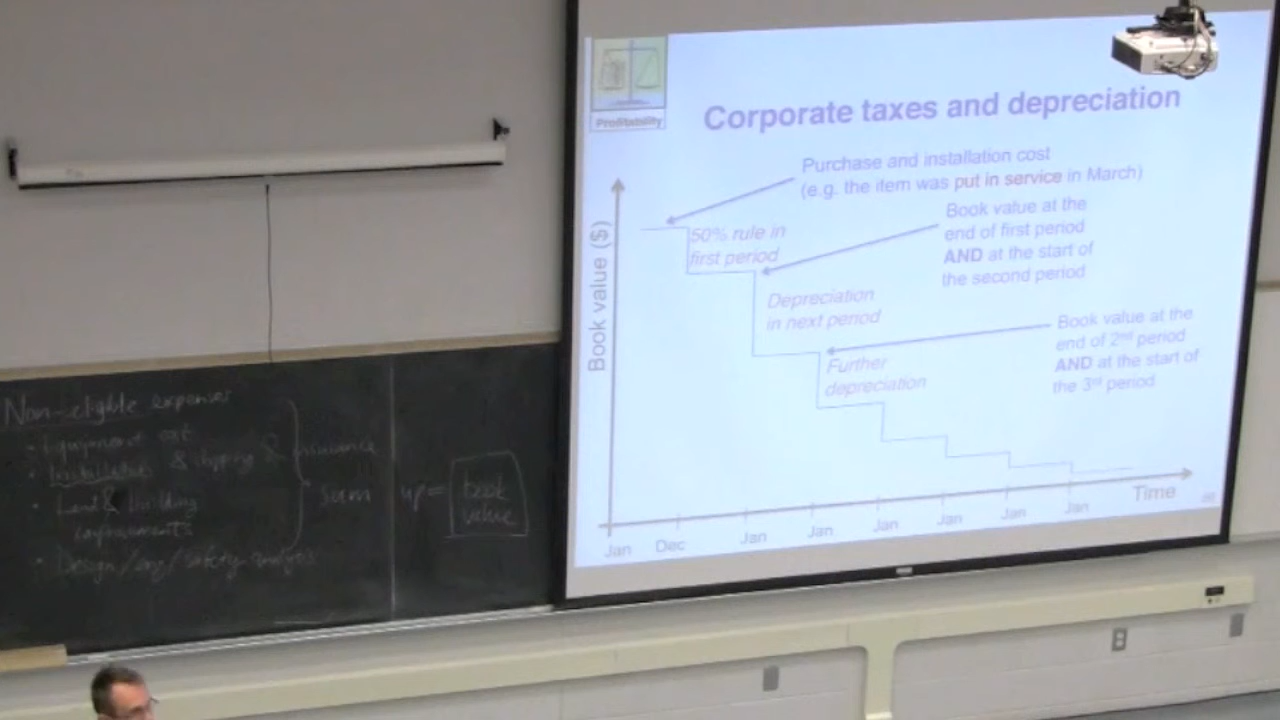 Non-eligible expenses
• Equipment cost
• Installation & shipping & insurance
• Land & building
improvements
• Design/eng/safety analysis
sum up =
book
value
Profitability
Corporate taxes and depreciation
Purchase and installation cost
(e.g. the item was put in service in March)
Book value ($)
50% rule in
first period
Book value at the
end of first period
AND at the start of
the second period
Depreciation
in next period
Book value at the
end of 2nd period
AND at the start of
the 3rd period
Further
depreciation
Jan Dec Jan Jan Jan Jan Jan Jan
Time